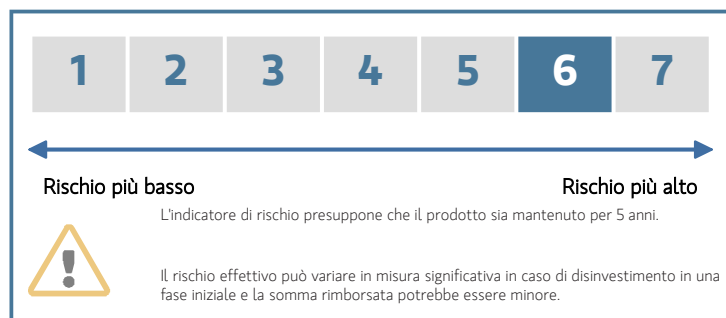 1 2 3 4 5 6 7
Rischio più basso Rischio più alto
L'indicatore di rischio presuppone che il prodotto sia mantenuto per 5 anni.
Il rischio effettivo può variare in misura significativa in caso di disinvestimento in una
fase iniziale e la somma rimborsata potrebbe essere minore.